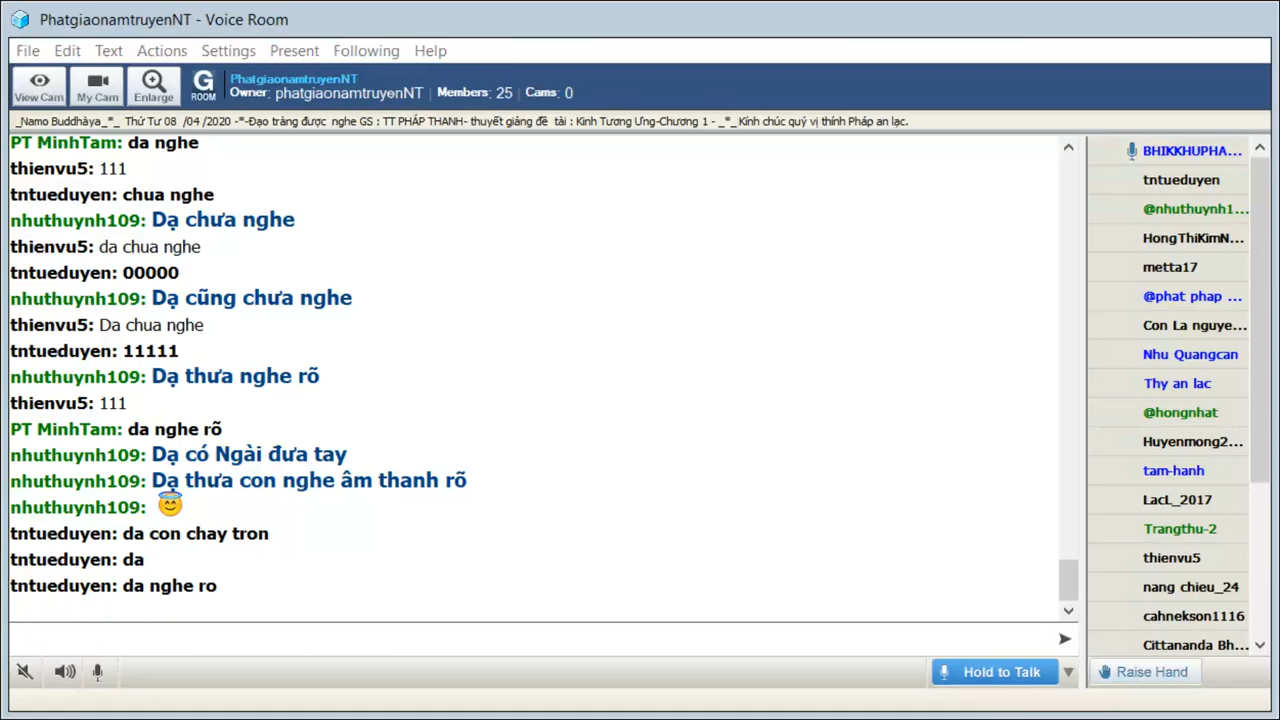 PhatgiaonamtruyenNT - Voice Room
File Edit Text Actions Settings Present Following Help
View Cam My Cam Enlarge G ROOM
PhatgiaonamtruyenNT
Owner: phatgiaonamtruyenNT | Members: 25 | Cams: 0
_Namo Buddhàya_*_ Thứ Tư 08 /04 /2020 -*-Đạo tràng được nghe GS : TT PHÁP THANH- thuyết giảng đề tài : Kinh Tương Ưng-Chương 1 - _*_ Kính chúc quý vị thính Pháp an lạc.
PT MinhTam: da nghe
thienvu5: 111
tntueduyen: chua nghe
nhuthuynh109: Dạ chưa nghe
thienvu5: da chua nghe
tntueduyen: 00000
nhuthuynh109: Dạ cũng chưa nghe
thienvu5: Da chua nghe
tntueduyen: 11111
nhuthuynh109: Dạ thưa nghe rõ
thienvu5: 111
PT MinhTam: da nghe rõ
nhuthuynh109: Dạ có Ngài đưa tay
nhuthuynh109: Dạ thưa con nghe âm thanh rõ
nhuthuynh109:
tntueduyen: da con chay tron
tntueduyen: da
tntueduyen: da nghe ro
BHIKKHUPHA...
tntueduyen
@nhuthuynh1...
HongThiKimN...
metta17
@phat phap ...
Con La nguye...
Nhu Quangcan
Thy an lac
@hongnhat
Huyenmong2...
tam-hanh
LacL_2017
Trangthu-2
thienvu5
nang chieu_24
cahnekson1116
Cittananda Bh...
Hold to Talk
Raise Hand